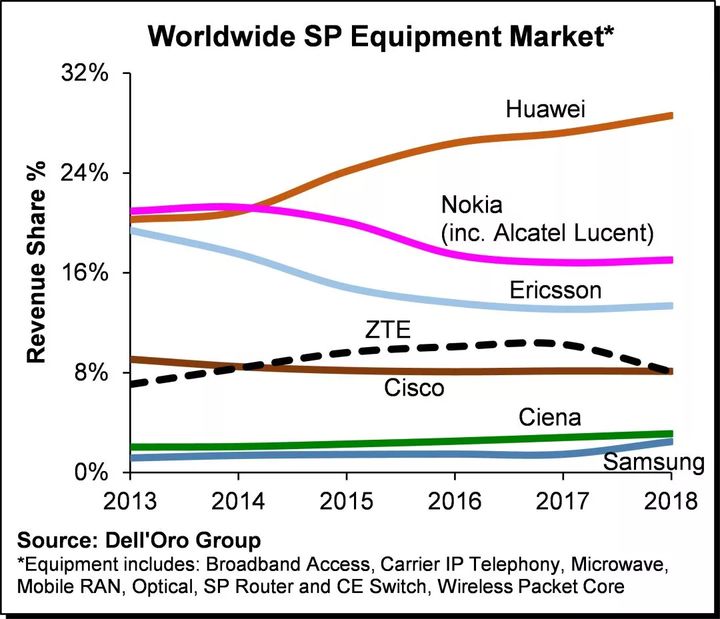 Worldwide SP Equipment Market*
Revenue Share %
32%
24%
16%
8%
0%
Huawei
Nokia
(inc. Alcatel Lucent)
Ericsson
ZTE
Cisco
Ciena
Samsung
2013 2014 2015 2016 2017 2018
Source: Dell'Oro Group
*Equipment includes: Broadband Access, Carrier IP Telephony, Microwave,
Mobile RAN, Optical, SP Router and CE Switch, Wireless Packet Core